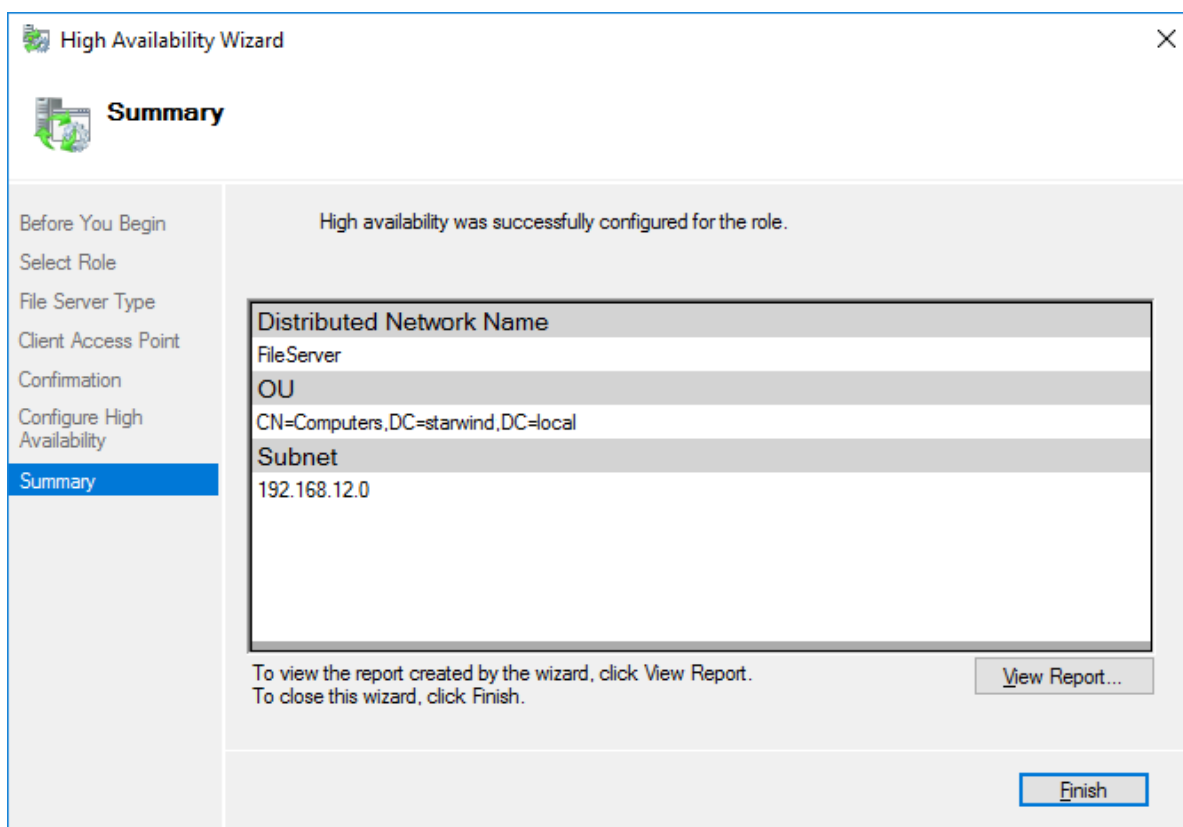 High Availability Wizard
Summary
Before You Begin
Select Role
File Server Type
Client Access Point
Confirmation
Configure High
Availability
Summary
High availability was successfully configured for the role.
Distributed Network Name
FileServer
OU
CN=Computers,DC=starwind,DC=local
Subnet
192.168.12.0
To view the report created by the wizard, click View Report.
To close this wizard, click Finish.
View Report...
Finish